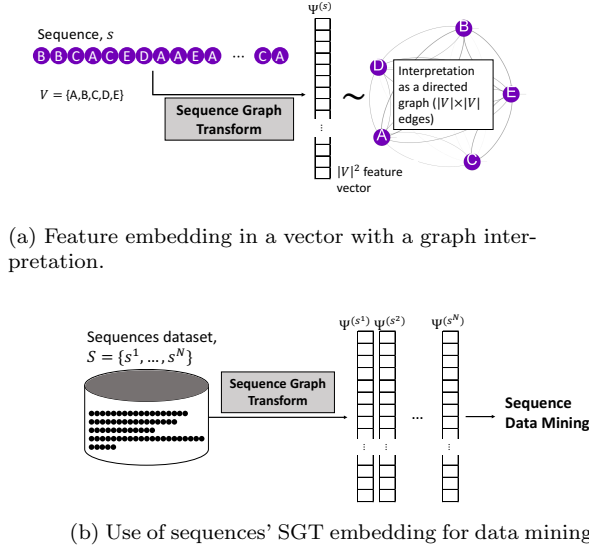 Sequence, s
B B C A C E D A A E A ... C A
V = {A,B,C,D,E}
Sequence Graph
Transform
Ψ(s)
⋮
|V|² feature
vector
~
B
D
E
A
C
Interpretation
as a directed
graph (|V|×|V|
edges)
(a) Feature embedding in a vector with a graph inter-
pretation.
Sequences dataset,
S = {s¹, …, sᴺ}
Sequence Graph
Transform
Ψ(s¹) Ψ(s²) Ψ(sᴺ)
⋮ ⋮ ... ⋮
Sequence
Data Mining
(b) Use of sequences' SGT embedding for data mining